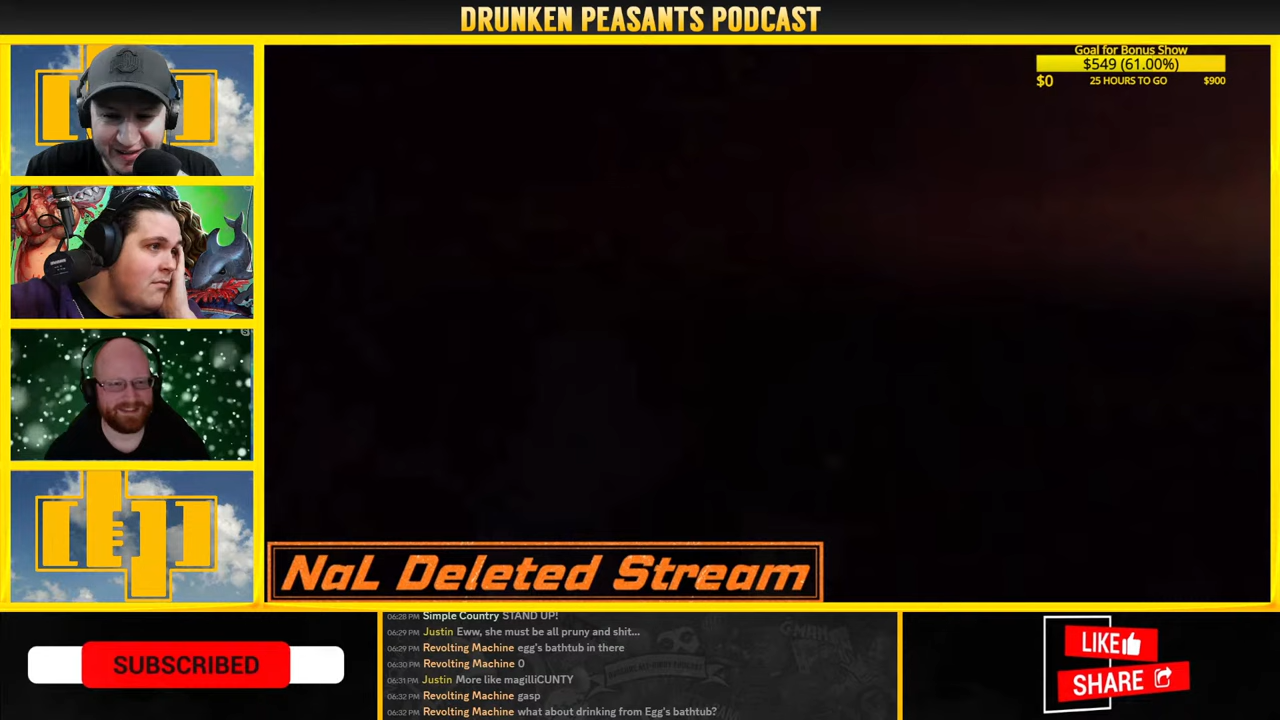 DRUNKEN PEASANTS PODCAST
Goal for Bonus Show
$549 (61.00%)
$0 25 HOURS TO GO $900
NaL Deleted Stream
06:28 PM Simple Country STAND UP!
06:29 PM Justin Eww, she must be all pruny and shit...
06:29 PM Revolting Machine egg's bathtub in there
06:30 PM Revolting Machine 0
06:31 PM Justin More like magilliCUNTY
06:32 PM Revolting Machine gasp
06:32 PM Revolting Machine what about drinking from Egg's bathtub?
SUBSCRIBED
LIKE
SHARE